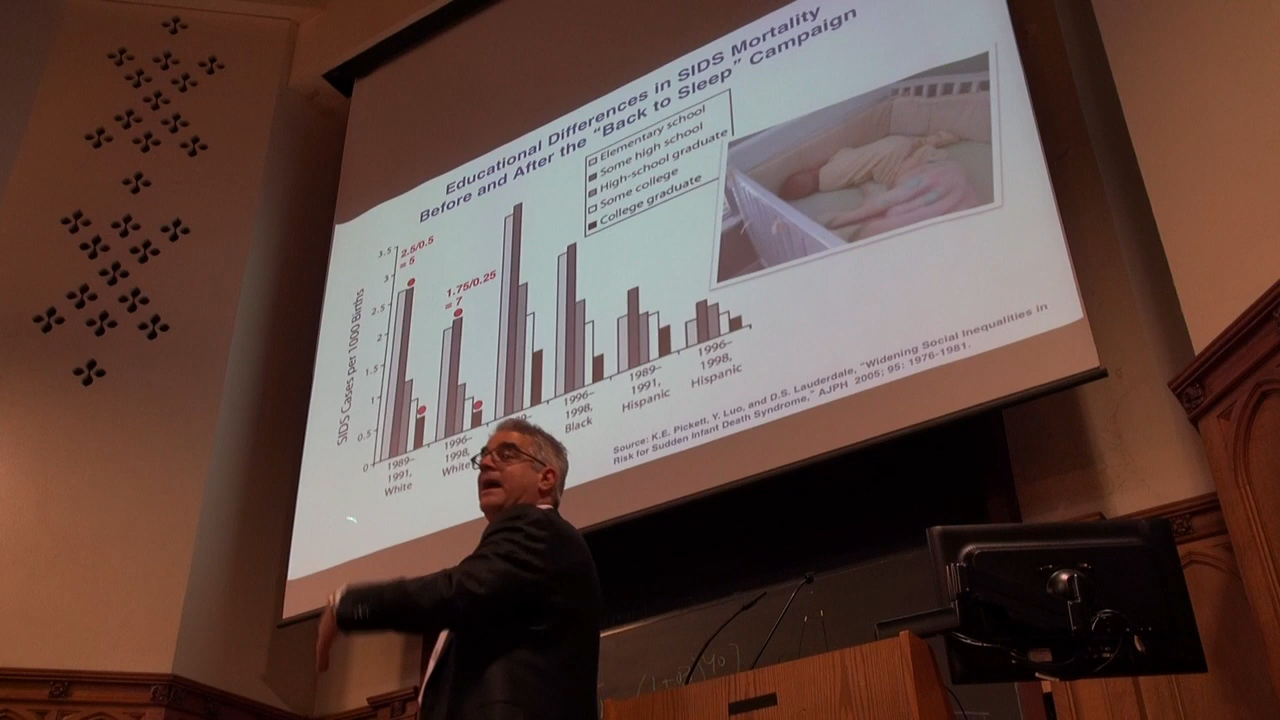 Educational Differences in SIDS Mortality
Before and After the "Back to Sleep" Campaign
Elementary school
Some high school
High-school graduate
Some college
College graduate
SIDS Cases per 1000 Births
3.5
3
2.5
2
1.5
1
0.5
0
2.5/0.5
= 5
1.75/0.25
= 7
1989–
1991,
White
1996–
1998,
White
1996–
1998,
Black
1989–
1991,
Hispanic
1996–
1998,
Hispanic
Source: K.E. Pickett, Y. Luo, and D.S. Lauderdale, "Widening Social Inequalities in
Risk for Sudden Infant Death Syndrome," AJPH 2005; 95: 1976-1981.